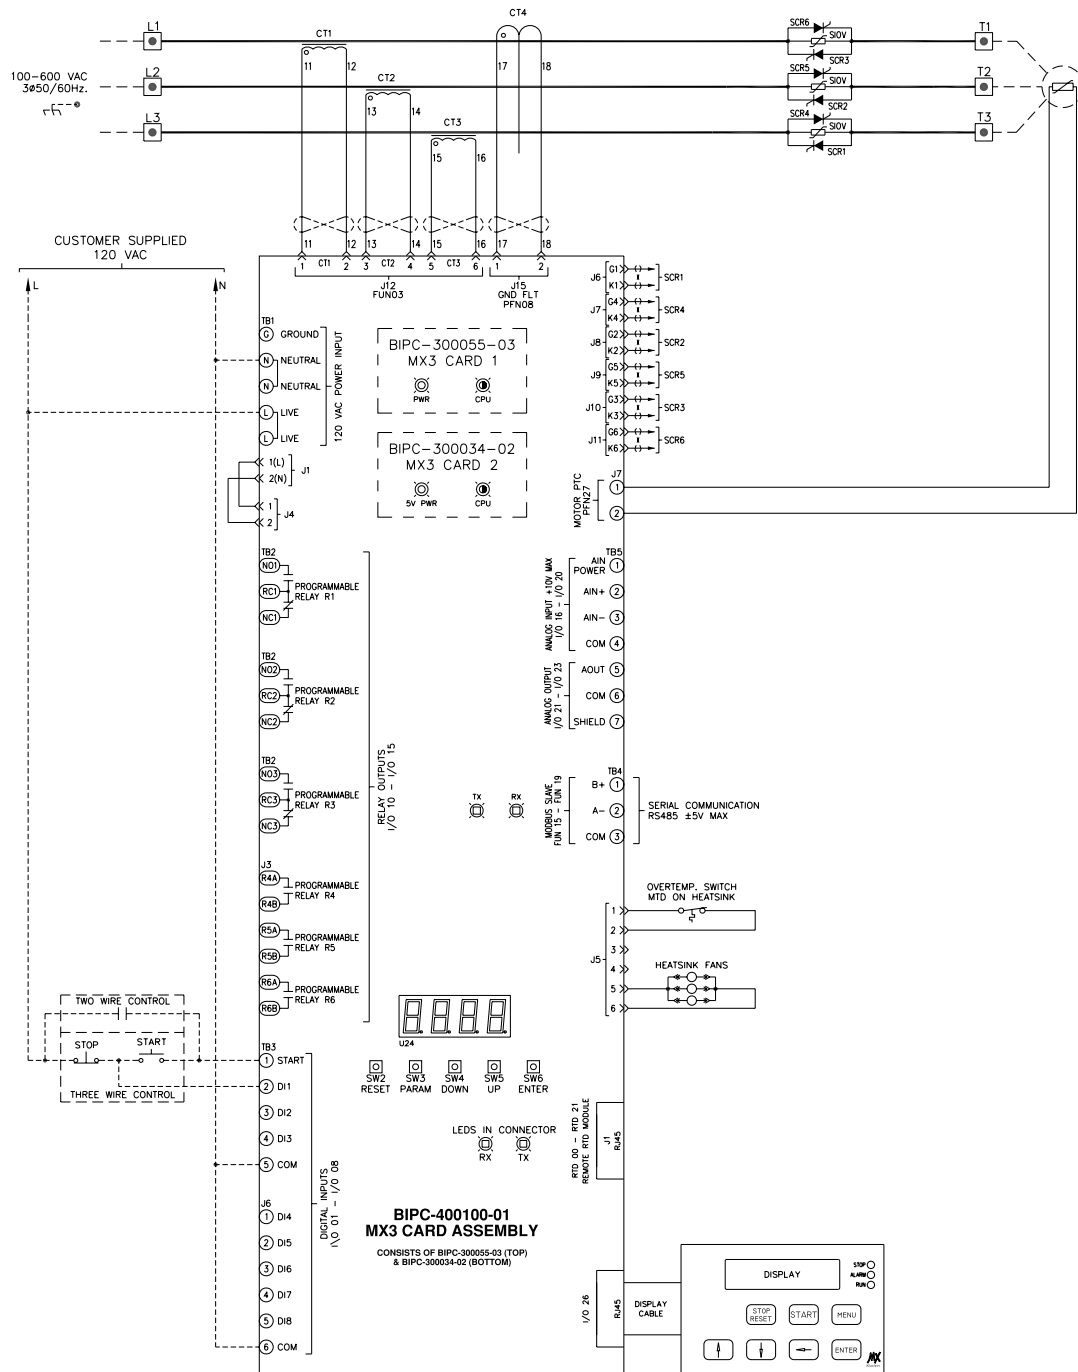 CT4
L1
CT1
SCR6
SIOV
SCR3
T1
11
12
17
18
100-600 VAC
3ø50/60Hz.
L2
CT2
SCR5
SIOV
SCR2
T2
13
14
L3
CT3
SCR4
SIOV
SCR1
T3
15
16
CUSTOMER SUPPLIED
120 VAC
L
N
11
12
13
14
15
16
17
18
1
CT1
2
3
CT2
4
5
CT3
6
1
2
J12
FUN03
J15
GND FLT
PFN08
J6
G1
K1
SCR1
J7
G4
K4
SCR4
J8
G2
K2
SCR2
J9
G5
K5
SCR5
J10
G3
K3
SCR3
J11
G6
K6
SCR6
TB1
G GROUND
N NEUTRAL
N NEUTRAL
L LIVE
L LIVE
120 VAC POWER INPUT
1(L)
2(N)
J1
1
2
J4
BIPC-300055-03
MX3 CARD 1
PWR
CPU
BIPC-300034-02
MX3 CARD 2
5V PWR
CPU
J7
1
2
MOTOR PTC
PFN27
TB2
NO1
RC1
NC1
PROGRAMMABLE
RELAY R1
TB2
NO2
RC2
NC2
PROGRAMMABLE
RELAY R2
TB2
NO3
RC3
NC3
PROGRAMMABLE
RELAY R3
J3
R4A
R4B
PROGRAMMABLE
RELAY R4
R5A
R5B
PROGRAMMABLE
RELAY R5
R6A
R6B
PROGRAMMABLE
RELAY R6
RELAY OUTPUTS
I/O 10 - I/O 15
TB5
AIN
POWER 1
AIN+ 2
AIN- 3
COM 4
ANALOG INPUT +10V MAX
I/O 16 - I/O 20
AOUT 5
COM 6
SHIELD 7
ANALOG OUTPUT
I/O 21 - I/O 23
TX
RX
TB4
B+ 1
A- 2
COM 3
MODBUS SLAVE
FUN 15 - FUN 19
SERIAL COMMUNICATION
RS485 ±5V MAX
OVERTEMP. SWITCH
MTD ON HEATSINK
J5
1
2
3
4
5
6
HEATSINK FANS
8.8.8.8.
U24
SW2
RESET
SW3
PARAM
SW4
DOWN
SW5
UP
SW6
ENTER
TWO WIRE CONTROL
STOP
START
THREE WIRE CONTROL
TB3
1 START
2 DI1
3 DI2
4 DI3
5 COM
J6
1 DI4
2 DI5
3 DI6
4 DI7
5 DI8
6 COM
DIGITAL INPUTS
I\O 01 - I/O 08
LEDS IN CONNECTOR
RX
TX
RTD 00 - RTD 21
REMOTE RTD MODULE
J1
RJ45
BIPC-400100-01
MX3 CARD ASSEMBLY
CONSISTS OF BIPC-300055-03 (TOP)
& BIPC-300034-02 (BOTTOM)
I/O 26
RJ45
DISPLAY
CABLE
DISPLAY
STOP
ALARM
RUN
STOP
RESET
START
MENU
ENTER
MX